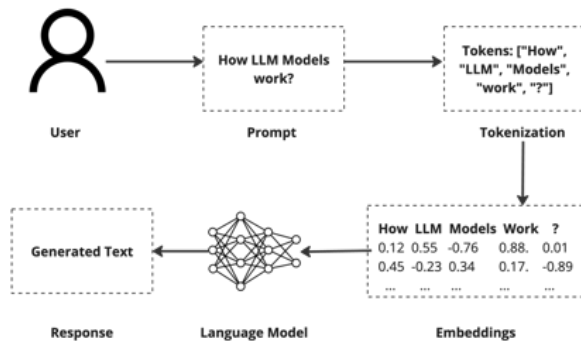 How LLM Models
work?
Tokens: ["How",
"LLM", "Models",
"work", "?"]
User
Prompt
Tokenization
Generated Text
How LLM Models Work ?
0.12 0.55 -0.76 0.88. 0.01
0.45 -0.23 0.34 0.17. -0.89
... ... ... ... ...
Response
Language Model
Embeddings